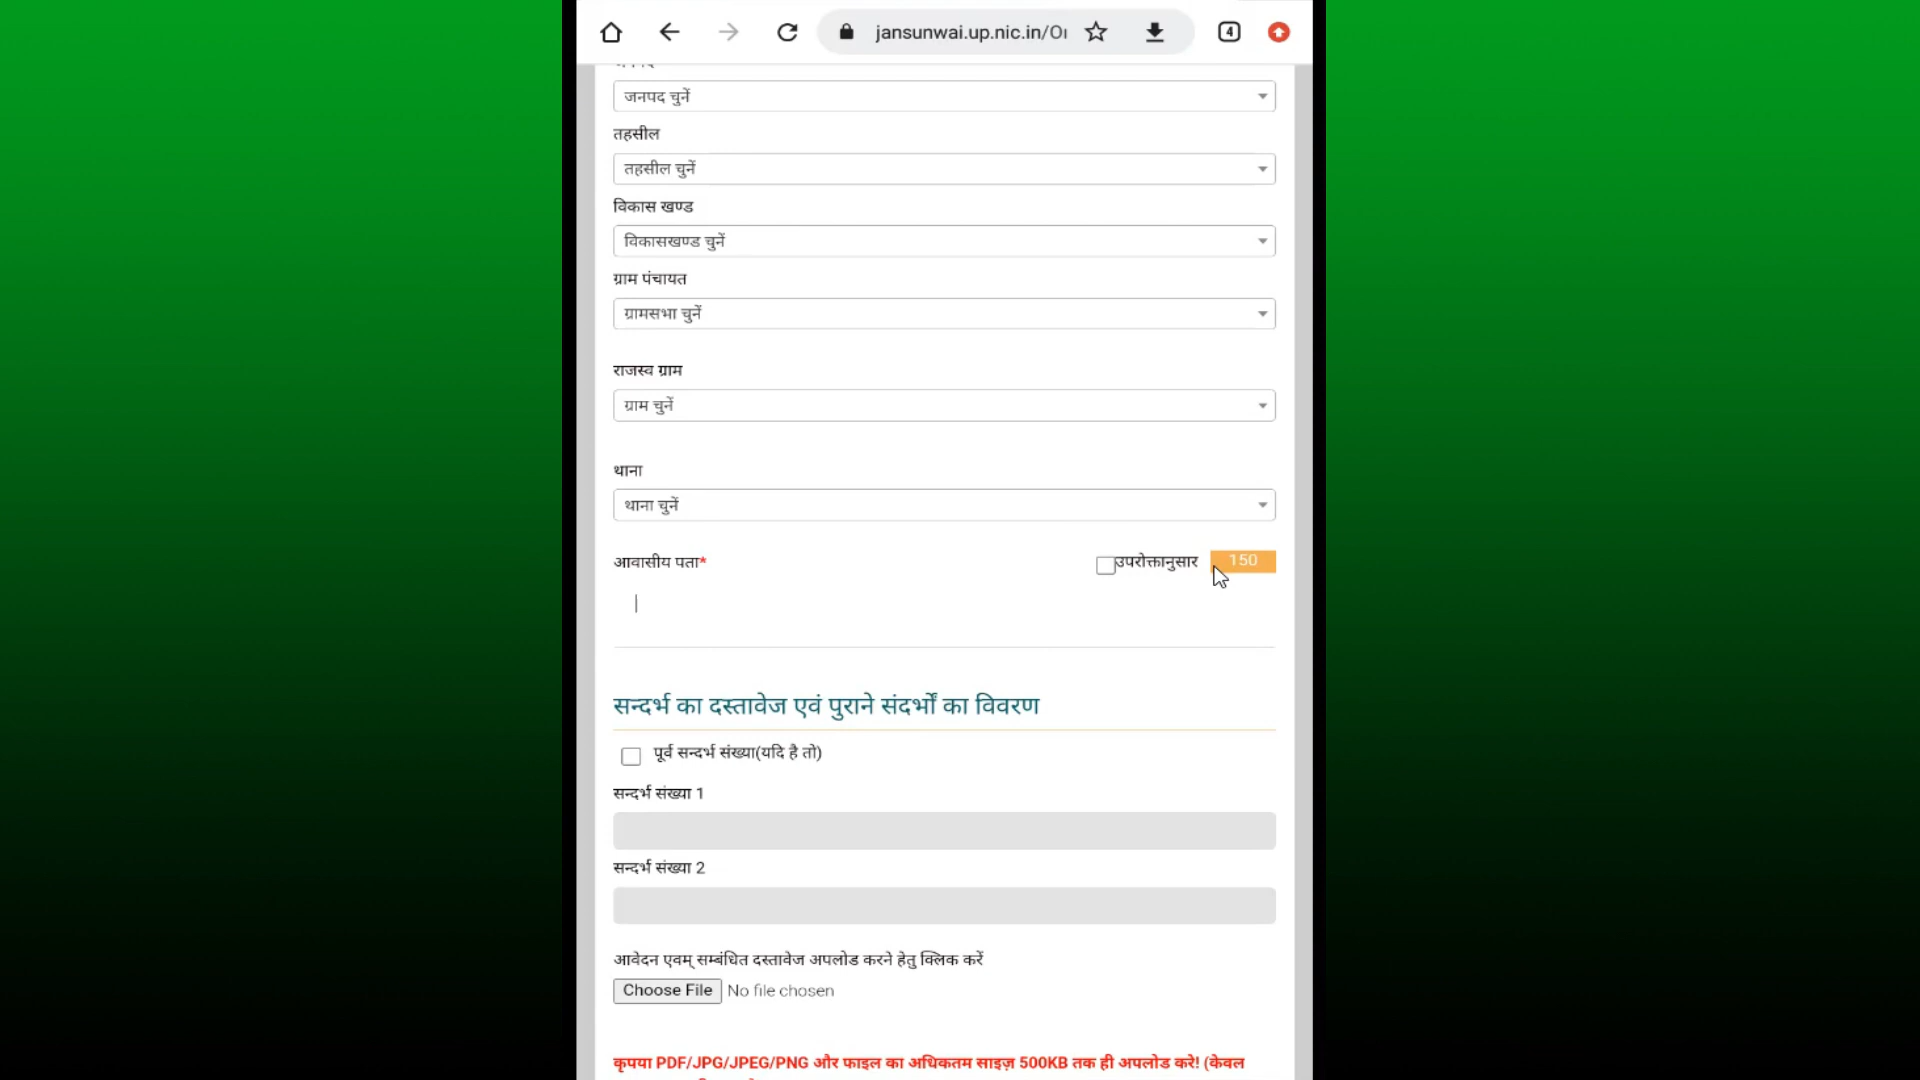 4
jansunwai.up.nic.in/Or
जनपद चुनें
तहसील
तहसील चुनें
विकास खण्ड
विकासखण्ड चुनें
ग्राम पंचायत
ग्रामसभा चुनें
राजस्व ग्राम
ग्राम चुनें
थाना
थाना चुनें
आवासीय पता* उपरोक्तानुसार 150
सन्दर्भ का दस्तावेज एवं पुराने संदर्भों का विवरण
पूर्व सन्दर्भ संख्या(यदि है तो)
सन्दर्भ संख्या 1
सन्दर्भ संख्या 2
आवेदन एवम् सम्बंधित दस्तावेज अपलोड करने हेतु क्लिक करें
Choose File No file chosen
कृपया PDF/JPG/JPEG/PNG और फाइल का अधिकतम साइज़ 500KB तक ही अपलोड करे! (केवल